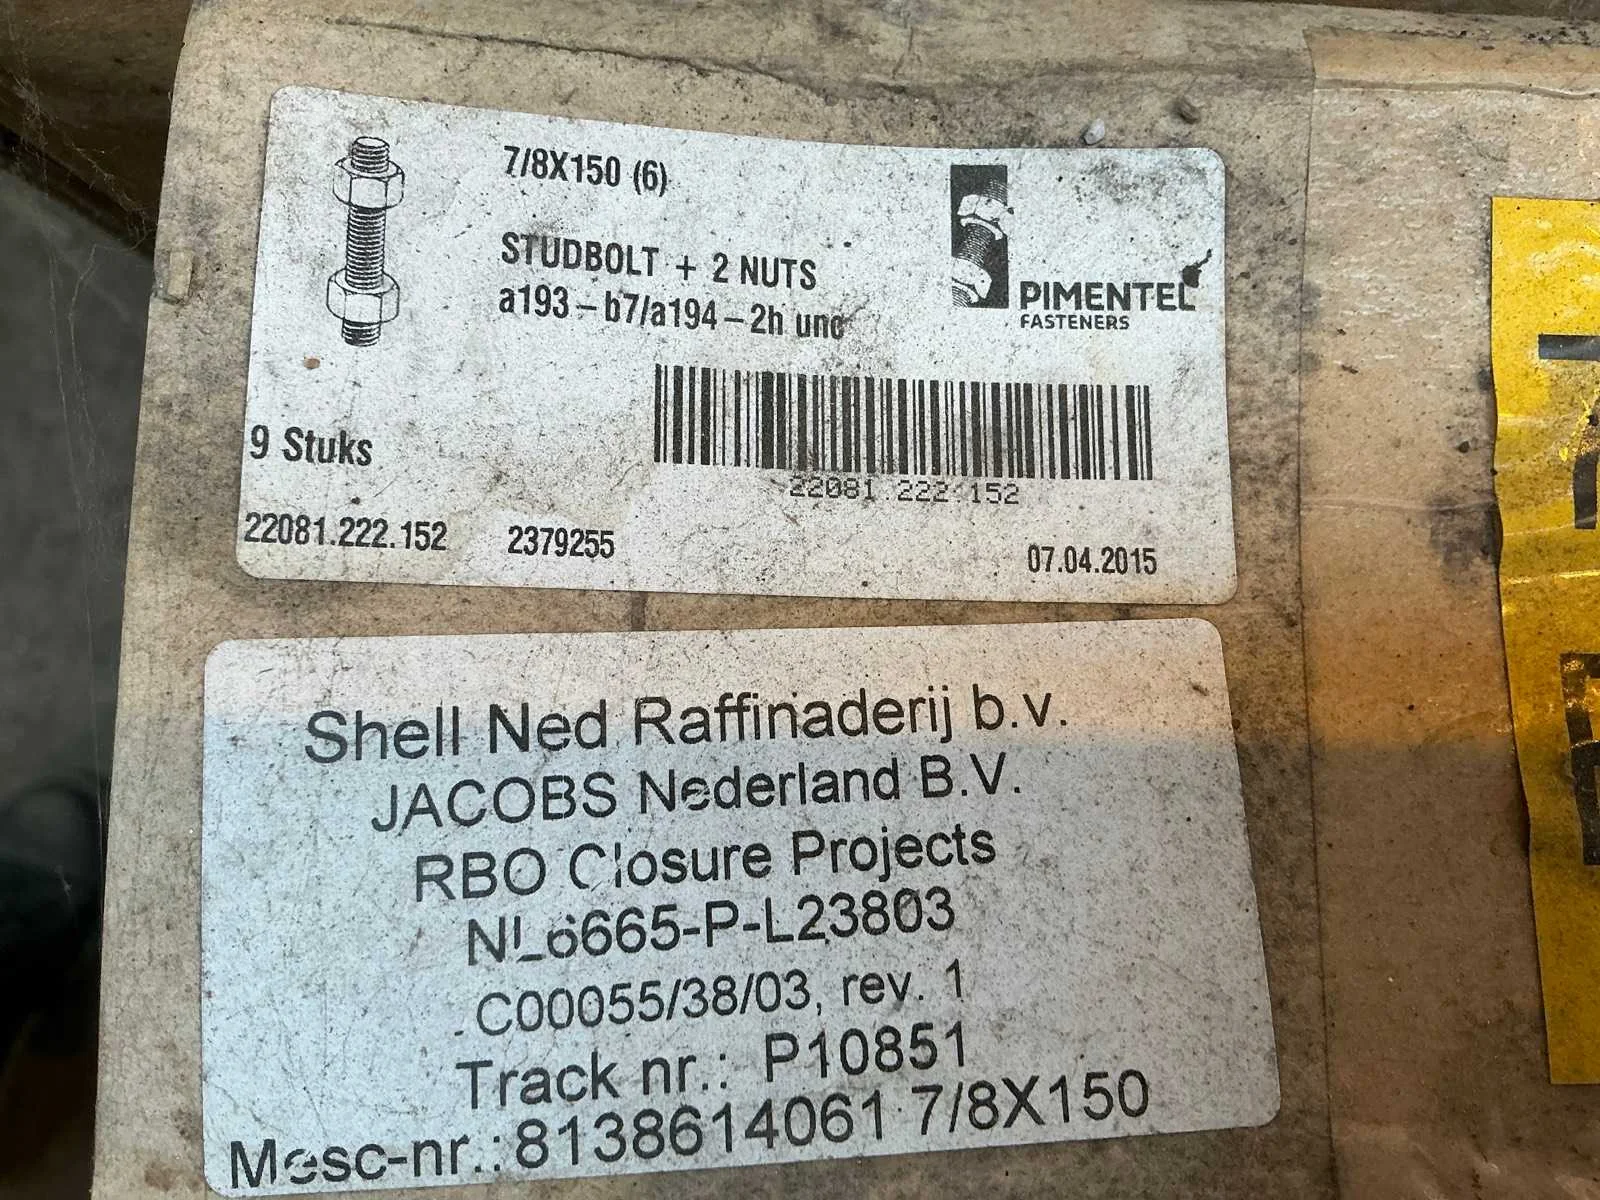 7/8X150 (6)
STUDBOLT + 2 NUTS
a193-b7/a194-2h unc
PIMENTEL
FASTENERS
9 Stuks
22081.222.152
22081.222.152 2379255 07.04.2015
Shell Ned Raffinaderij b.v.
JACOBS Nederland B.V.
RBO Closure Projects
NL6665-P-L23803
C00055/38/03, rev. 1
Track nr.: P10851
Mesc-nr.:8138614061 7/8X150